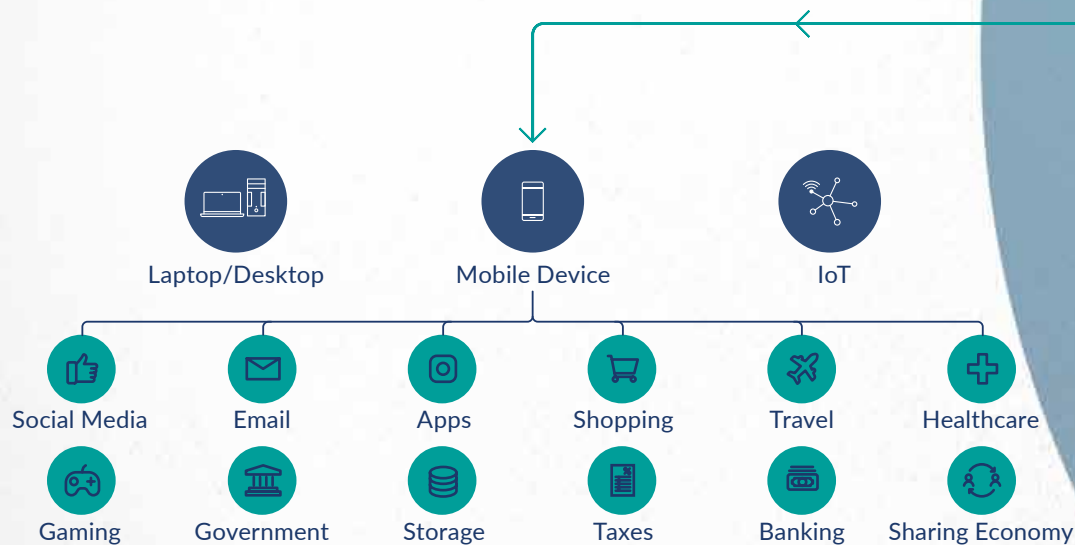 Laptop/Desktop
Mobile Device
IoT
Social Media
Email
Apps
Shopping
Travel
Healthcare
Gaming
Government
Storage
Taxes
Banking
Sharing Economy